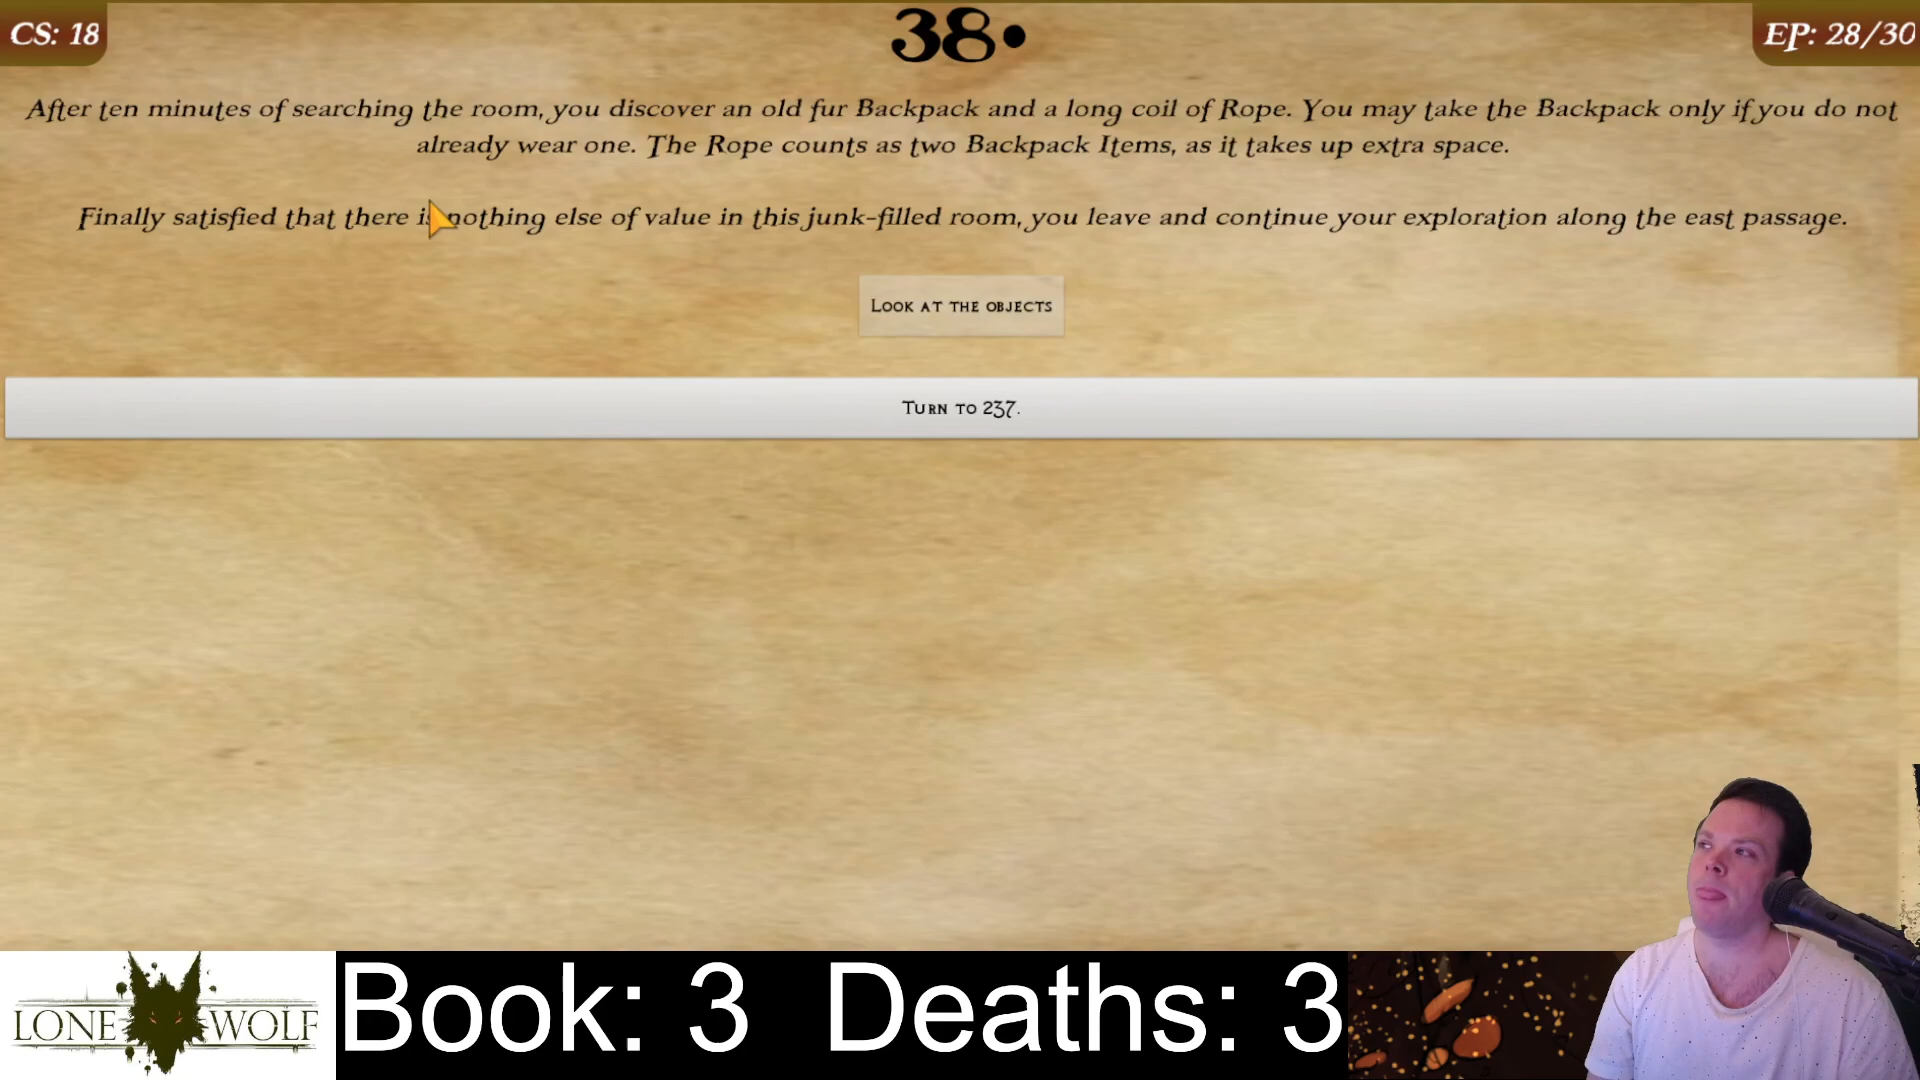 CS: 18
38•
EP: 28/30
After ten minutes of searching the room, you discover an old fur Backpack and a long coil of Rope. You may take the Backpack only if you do not
already wear one. The Rope counts as two Backpack Items, as it takes up extra space.
Finally satisfied that there is nothing else of value in this junk-filled room, you leave and continue your exploration along the east passage.
Look at the objects
Turn to 237.
LONE WOLF
Book: 3 Deaths: 3